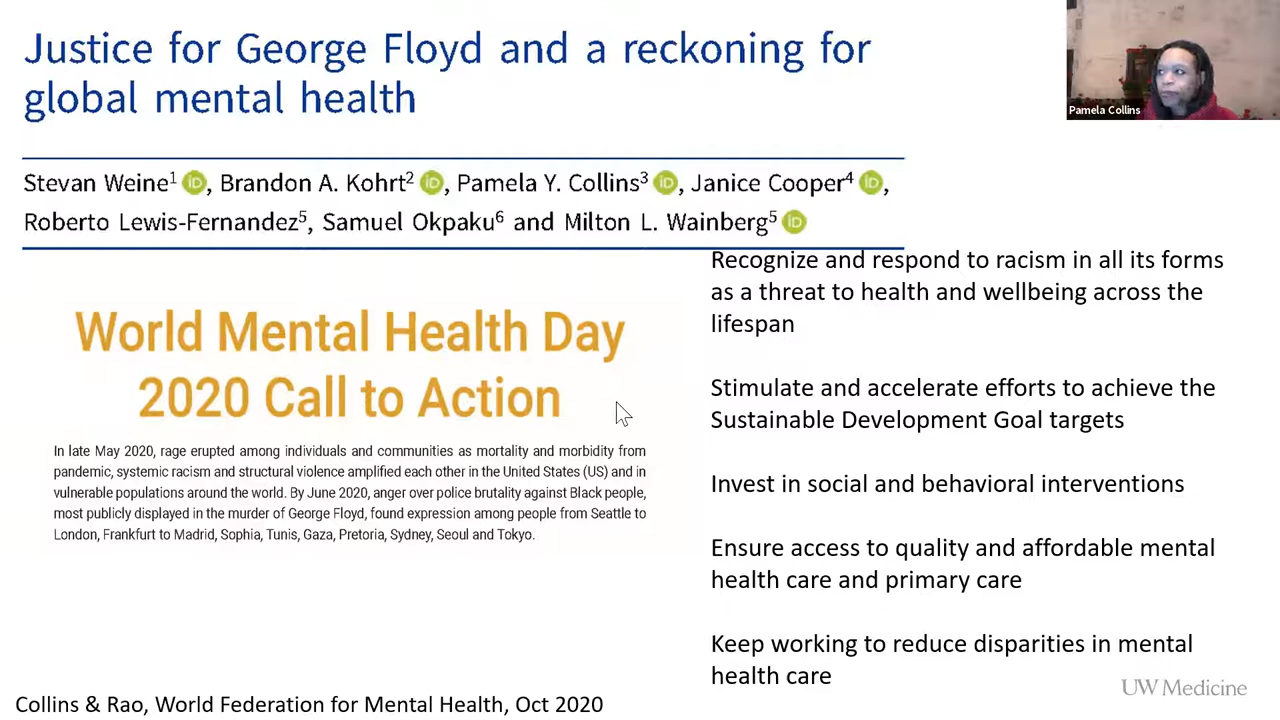 Justice for George Floyd and a reckoning for
global mental health
Pamela Collins
Stevan Weine1 iD, Brandon A. Kohrt2 iD, Pamela Y. Collins3 iD, Janice Cooper4 iD,
Roberto Lewis-Fernandez5, Samuel Okpaku6 and Milton L. Wainberg5 iD
World Mental Health Day
2020 Call to Action
In late May 2020, rage erupted among individuals and communities as mortality and morbidity from
pandemic, systemic racism and structural violence amplified each other in the United States (US) and in
vulnerable populations around the world. By June 2020, anger over police brutality against Black people,
most publicly displayed in the murder of George Floyd, found expression among people from Seattle to
London, Frankfurt to Madrid, Sophia, Tunis, Gaza, Pretoria, Sydney, Seoul and Tokyo.
Recognize and respond to racism in all its forms
as a threat to health and wellbeing across the
lifespan
Stimulate and accelerate efforts to achieve the
Sustainable Development Goal targets
Invest in social and behavioral interventions
Ensure access to quality and affordable mental
health care and primary care
Keep working to reduce disparities in mental
health care
UW Medicine
Collins & Rao, World Federation for Mental Health, Oct 2020